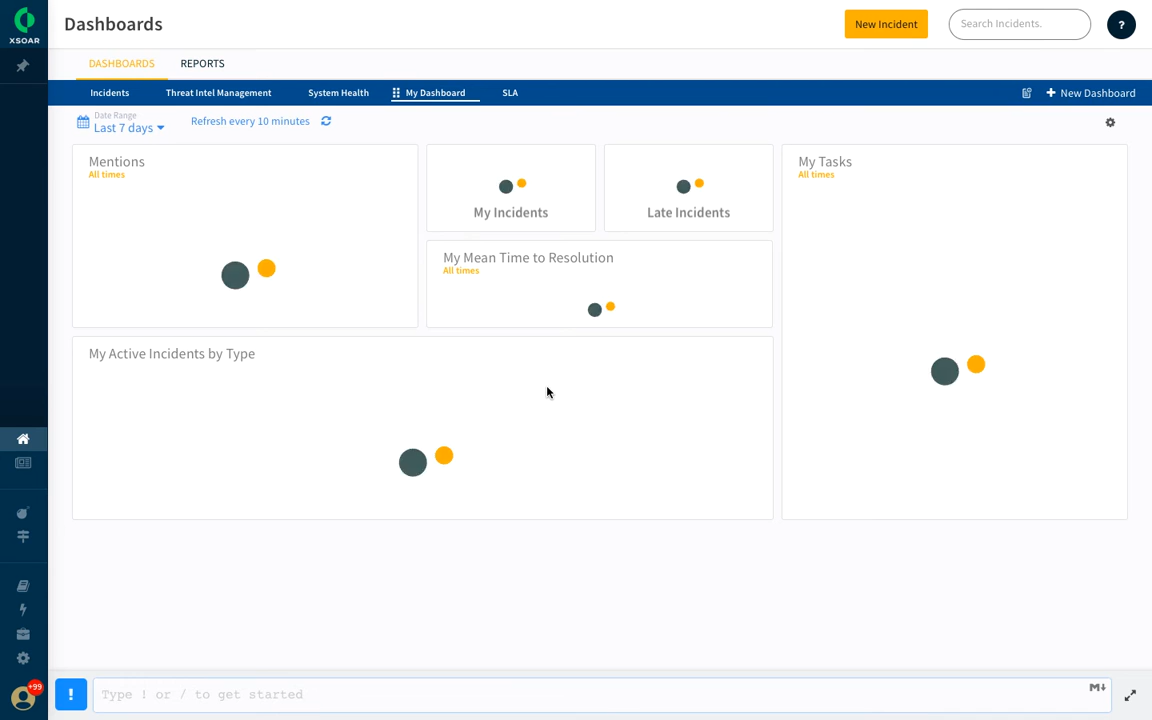 XSOAR
Dashboards
New Incident
Search Incidents.
?
DASHBOARDS
REPORTS
Incidents
Threat Intel Management
System Health
My Dashboard
SLA
New Dashboard
Date Range
Last 7 days
Refresh every 10 minutes
Mentions
All times
My Incidents
Late Incidents
My Tasks
All times
My Mean Time to Resolution
All times
My Active Incidents by Type
+99
!
Type ! or / to get started
M